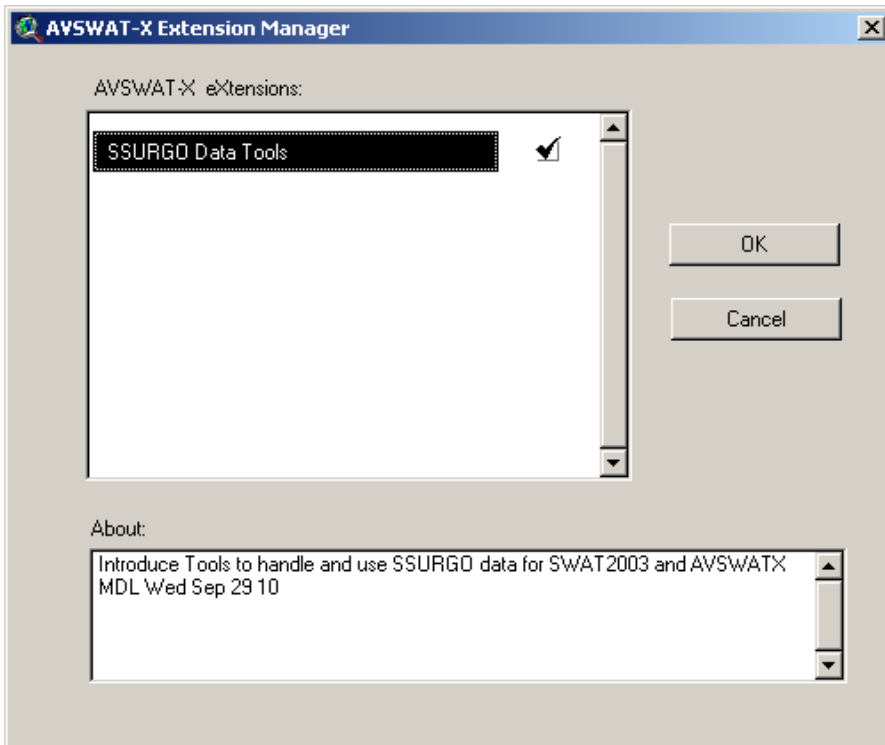 AVSWAT-X Extension Manager
AVSWAT-X eXtensions:
SSURGO Data Tools
OK
Cancel
About:
Introduce Tools to handle and use SSURGO data for SWAT2003 and AVSWATX
MDL Wed Sep 29 10